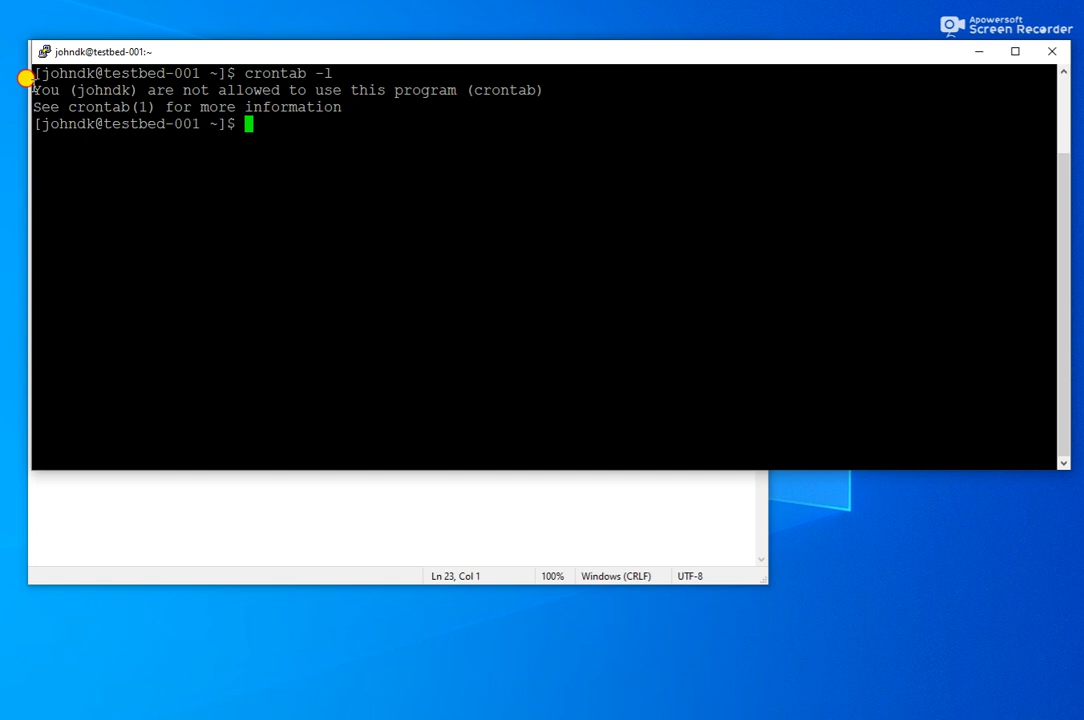 Apowersoft
Screen Recorder
johndk@testbed-001:~
[johndk@testbed-001 ~]$ crontab -l
You (johndk) are not allowed to use this program (crontab)
See crontab(1) for more information
[johndk@testbed-001 ~]$
Ln 23, Col 1 100% Windows (CRLF) UTF-8